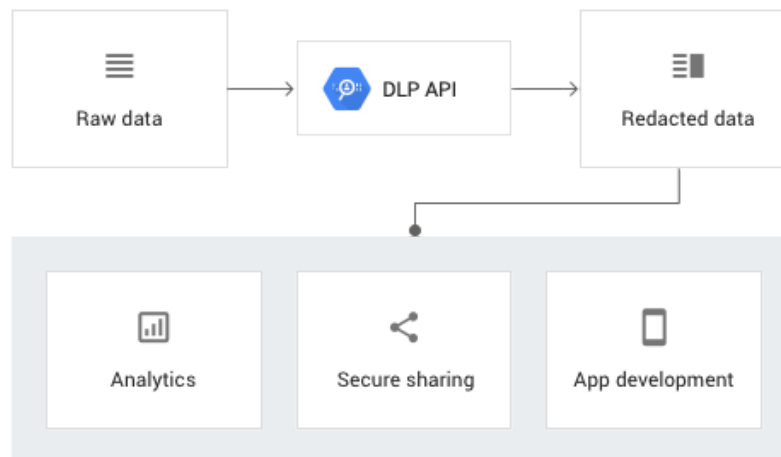 Raw data
DLP API
Redacted data
Analytics
Secure sharing
App development